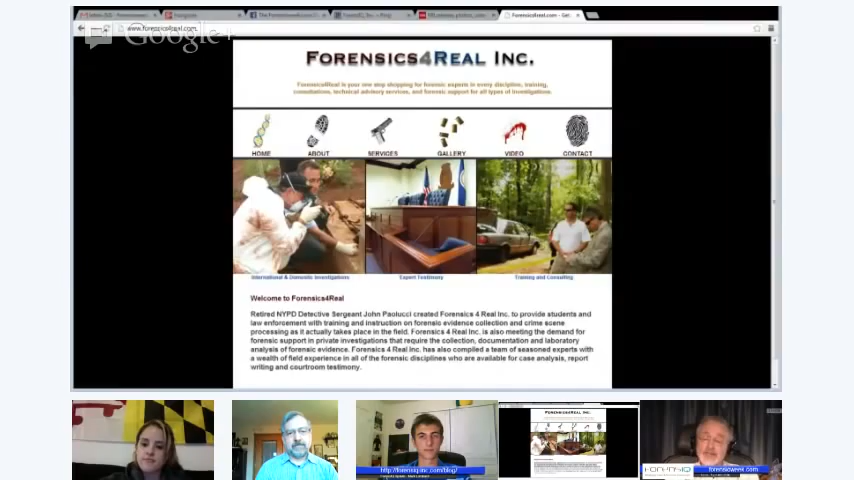 www.forensics4real.com
Google+
FORENSICS4REAL INC.
Forensics4Real is your one stop shopping for forensic experts in every discipline, training,
consultations, technical advisory services, and forensic support for all types of investigations.
HOME ABOUT SERVICES GALLERY VIDEO CONTACT
International & Domestic Investigations Expert Testimony Training and Consulting
Welcome to Forensics4Real
Retired NYPD Detective Sergeant John Paolucci created Forensics 4 Real Inc. to provide students and
law enforcement with training and instruction on forensic evidence collection and crime scene
processing as it actually takes place in the field. Forensics 4 Real Inc. is also meeting the demand for
forensic support in private investigations that require the collection, documentation and laboratory
analysis of forensic evidence. Forensics 4 Real Inc. has also compiled a team of seasoned experts with
a wealth of field experience in all of the forensic disciplines who are available for case analysis, report
writing and courtroom testimony.
FORENSICS4REAL INC.
http://forensiq-inc.com/blog/
forensicweek.com